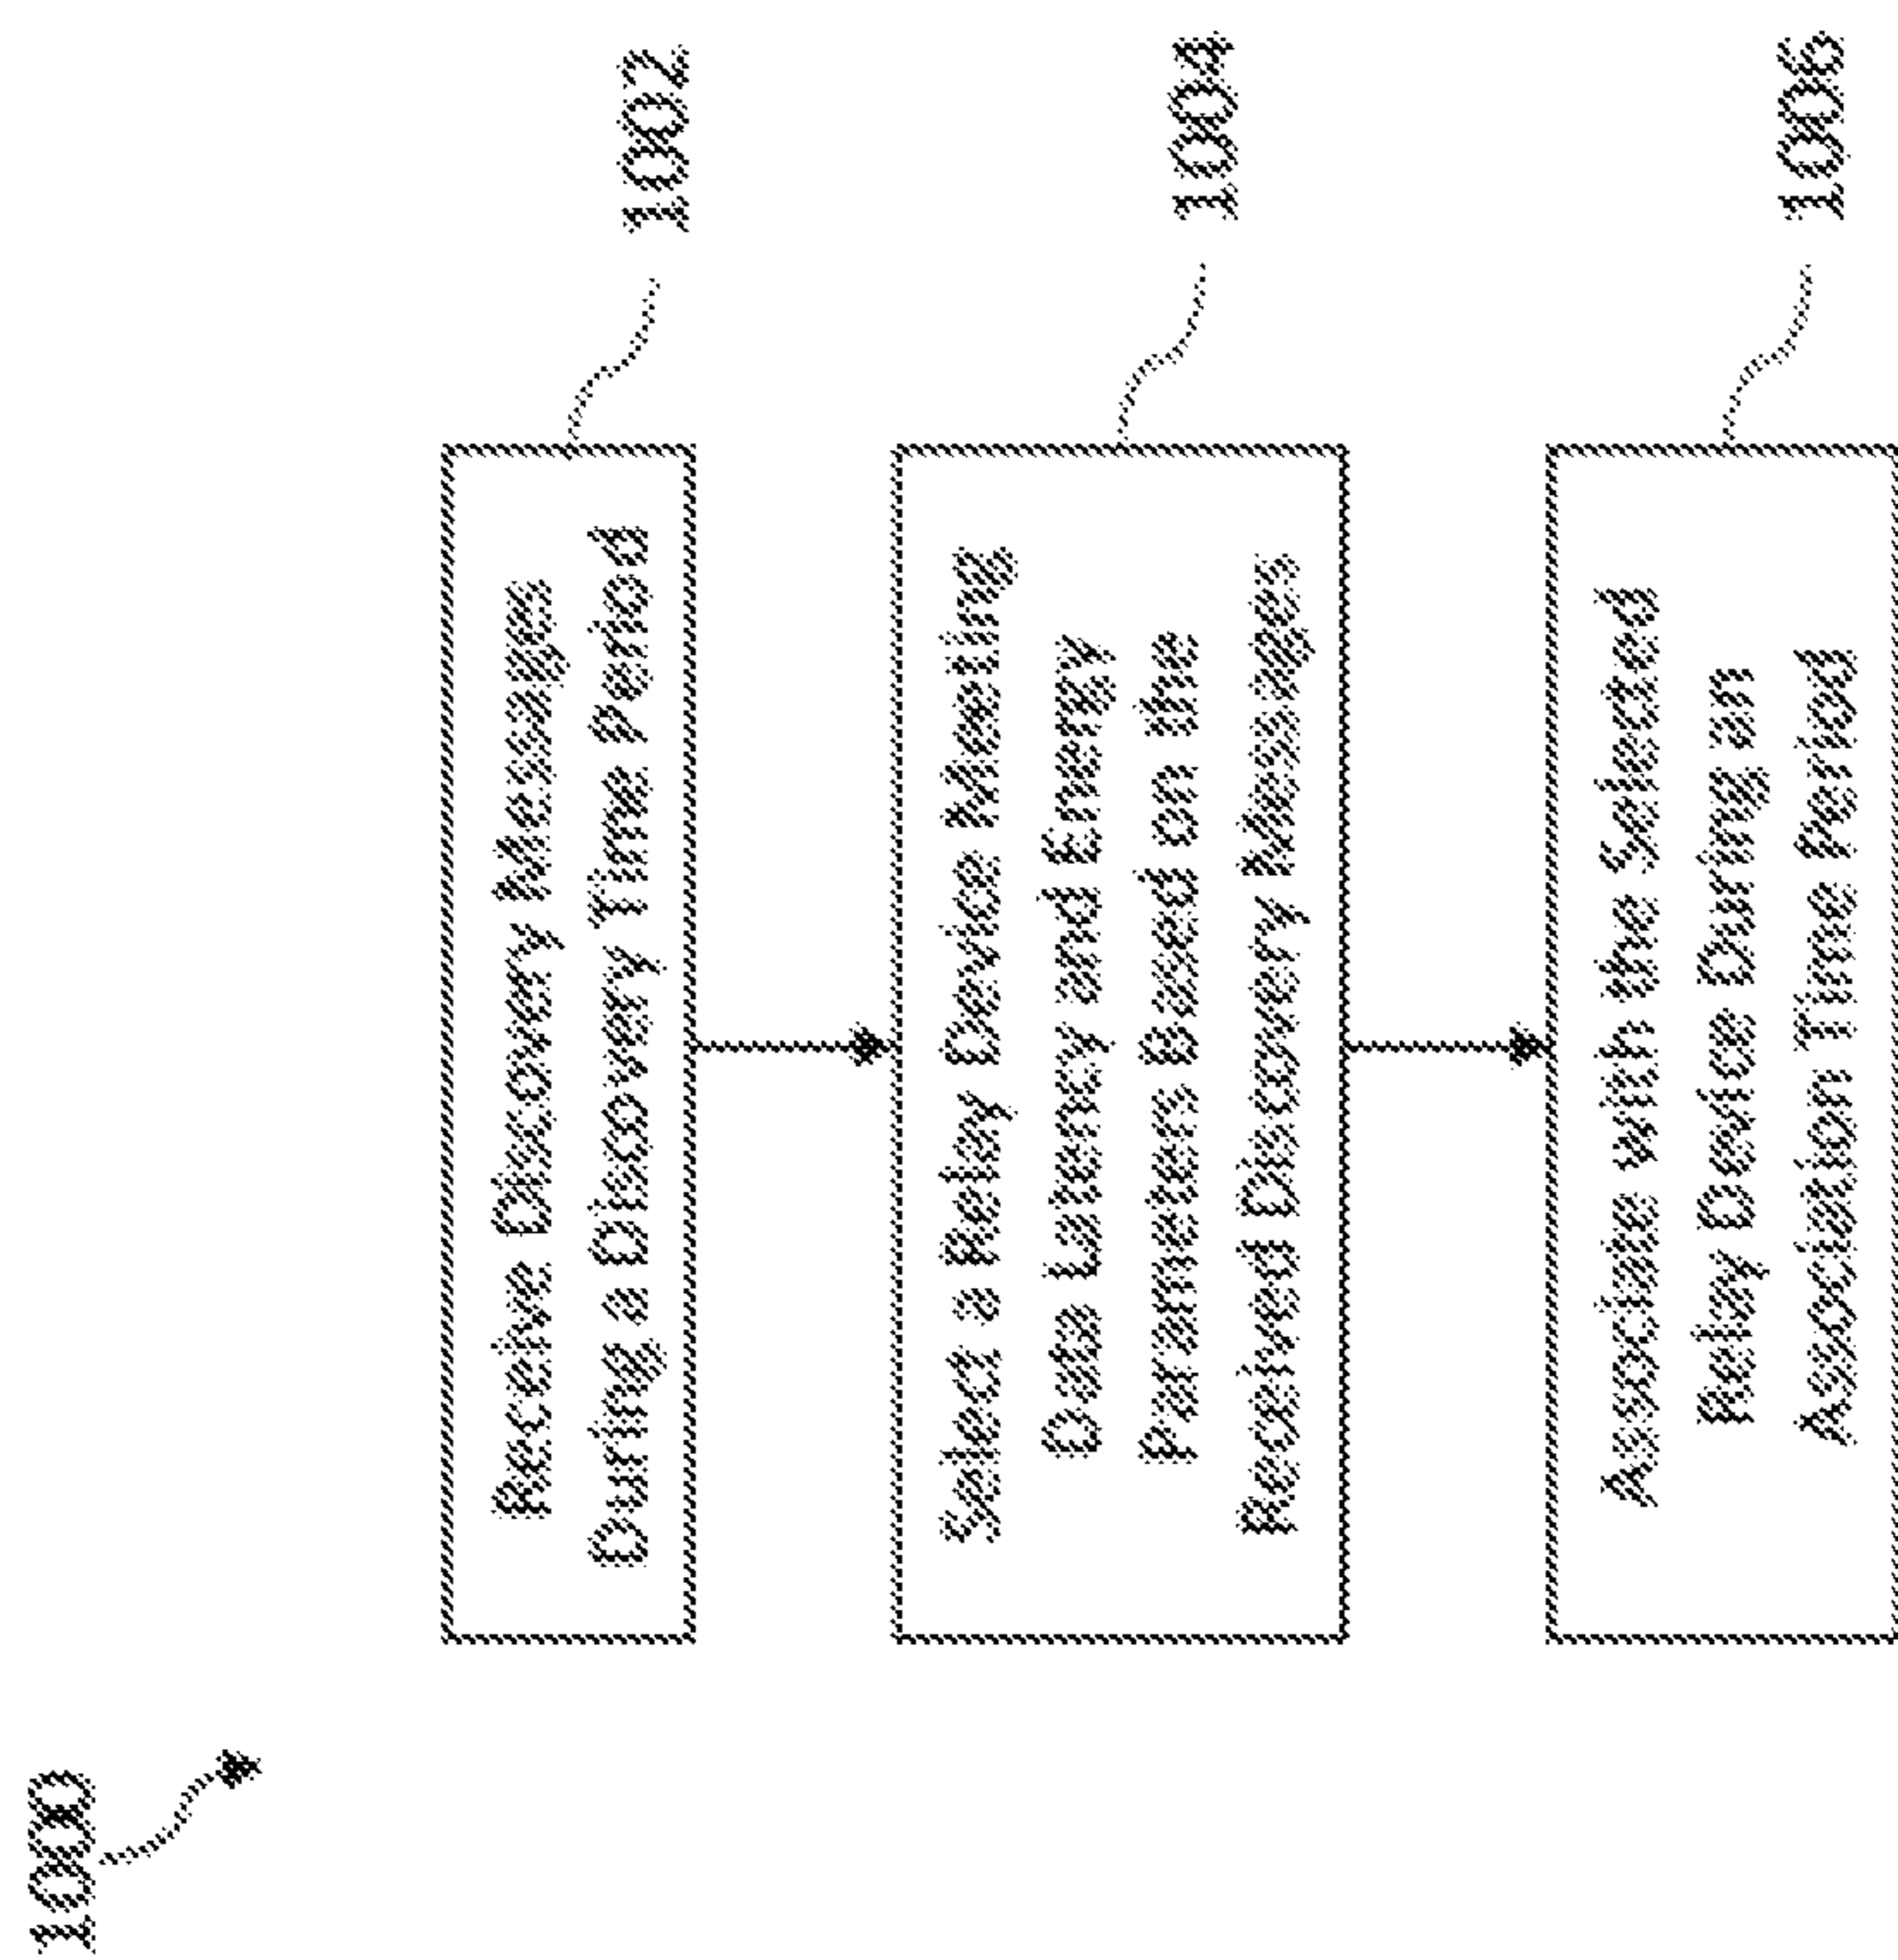 1000
Receive Discovery Messages
During a Discovery Time Period
1002
Select a Relay Device Meeting
Data Latency and Energy
Parameters Based on the
Received Discovery Messages
1004
Associate with the Selected
Relay Device During an
Association Time Period
1006